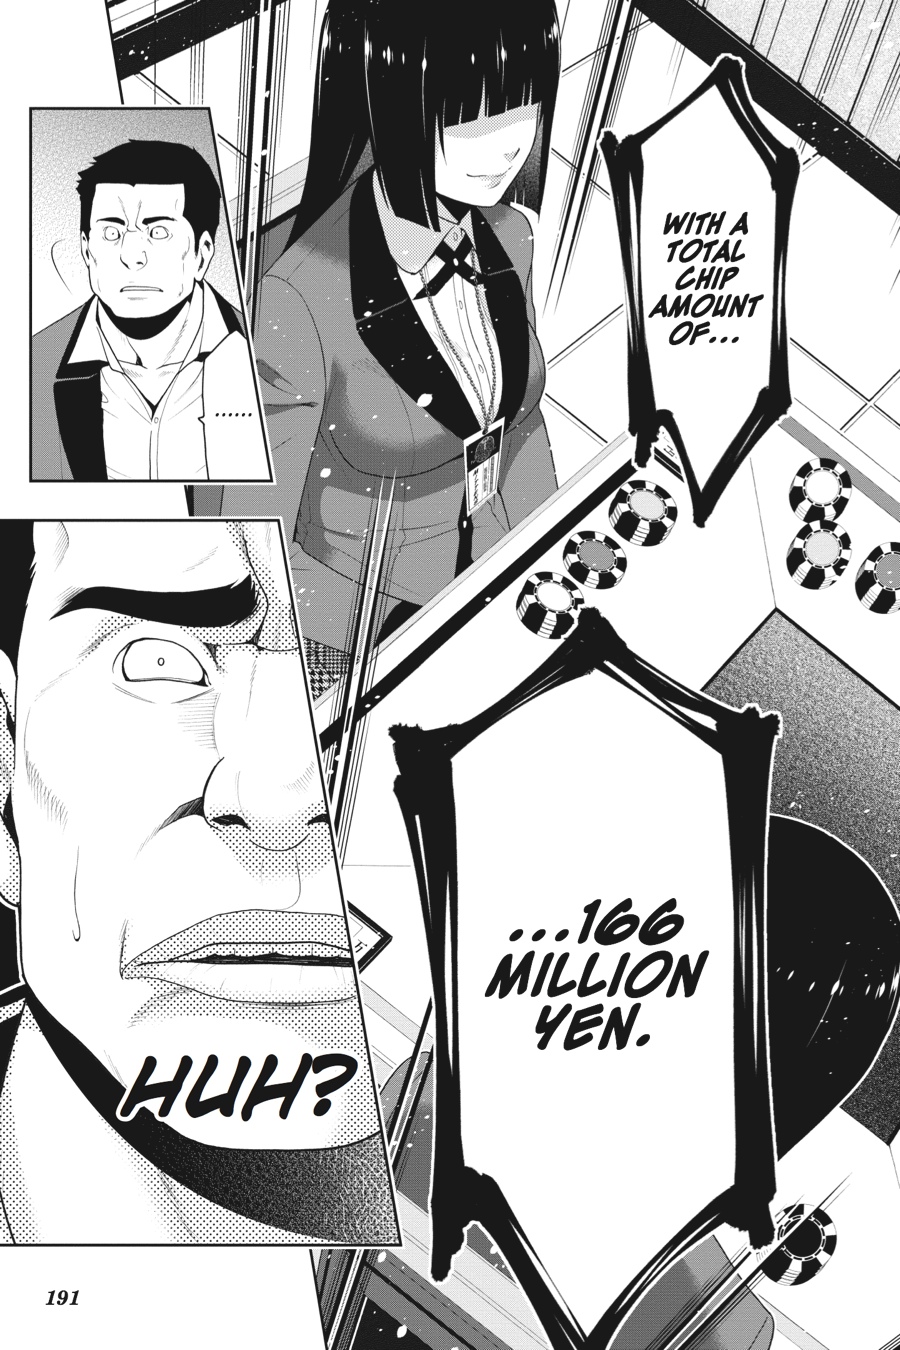 WITH A
TOTAL
CHIP
AMOUNT
OF...
...166
MILLION
YEN.
......
HUH?
191